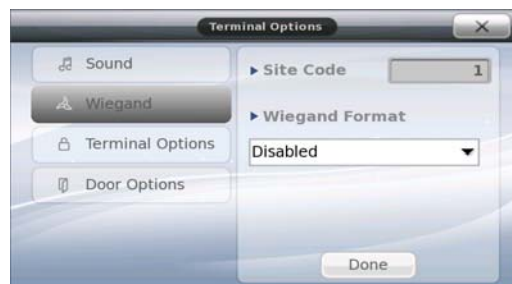 Terminal Options
Sound
Wiegand
Terminal Options
Door Options
Site Code
1
Wiegand Format
Disabled
Done